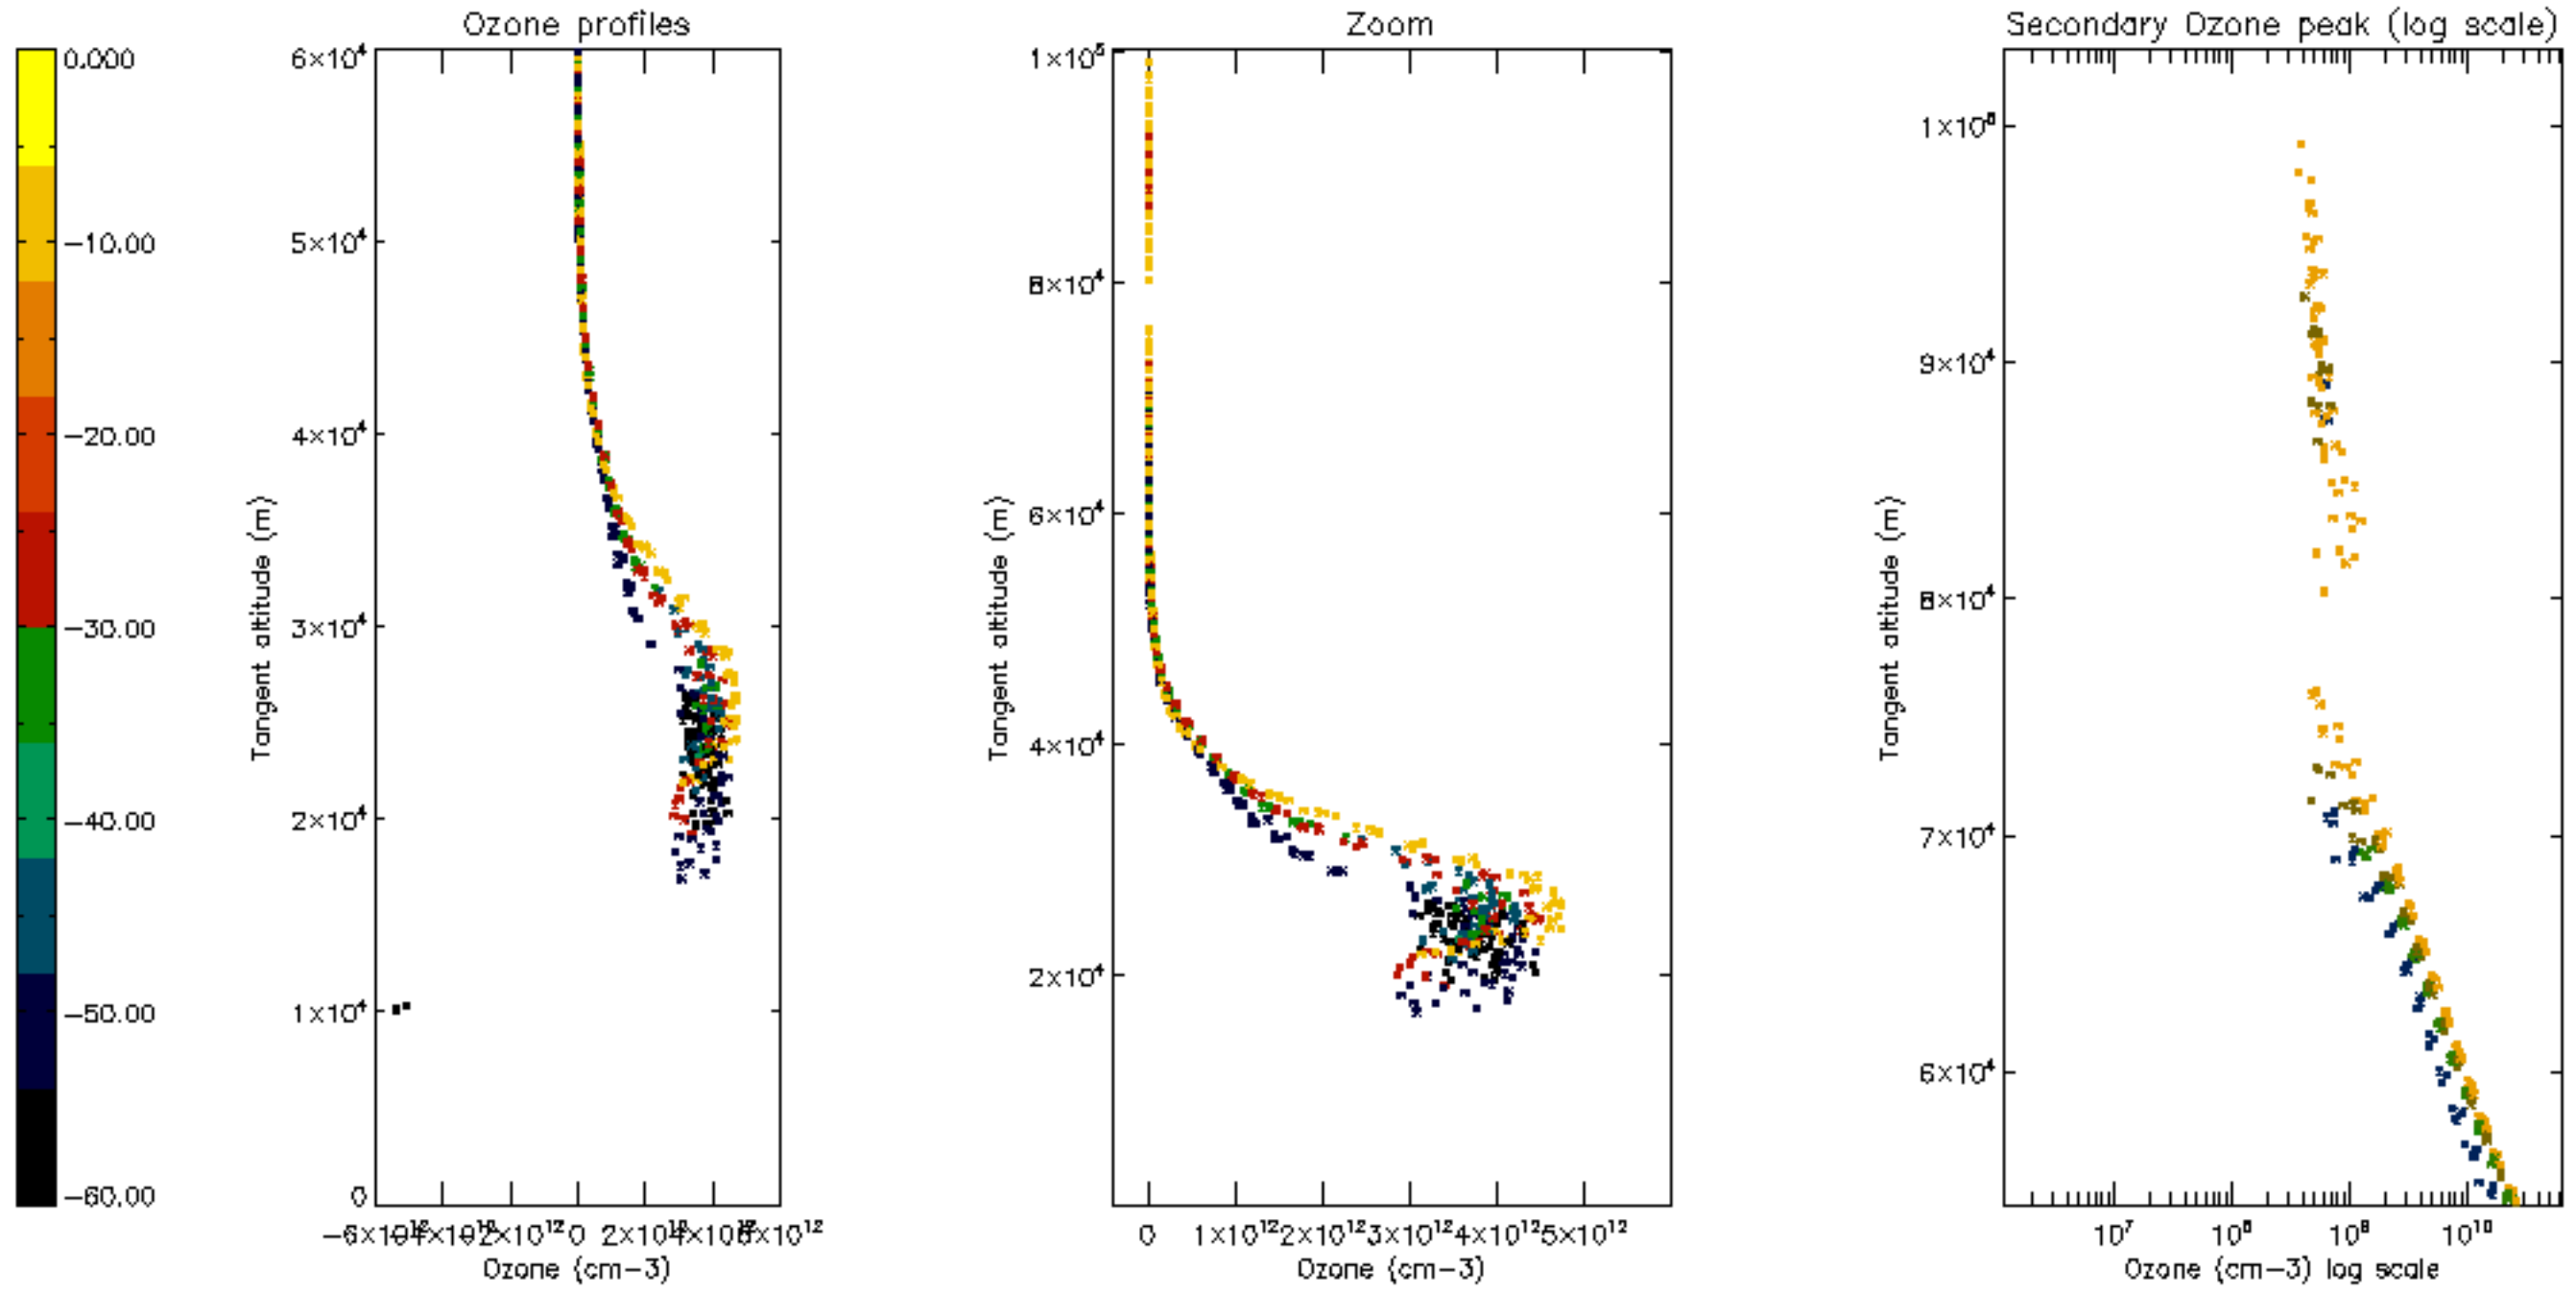 Ozone profiles
Zoom
Secondary Ozone peak (log scale)
0.000
−10.00
−20.00
−30.00
−40.00
−50.00
−60.00
6×10⁴
5×10⁴
4×10⁴
3×10⁴
2×10⁴
1×10⁴
0
Tangent altitude (m)
0
Ozone (cm−3)
1×10⁵
8×10⁴
6×10⁴
4×10⁴
2×10⁴
Tangent altitude (m)
0 1×10¹² 2×10¹² 3×10¹² 4×10¹² 5×10¹²
Ozone (cm−3)
9×10⁴
8×10⁴
7×10⁴
6×10⁴
Tangent altitude (m)
10⁷ 10¹⁰
Ozone (cm−3) log scale